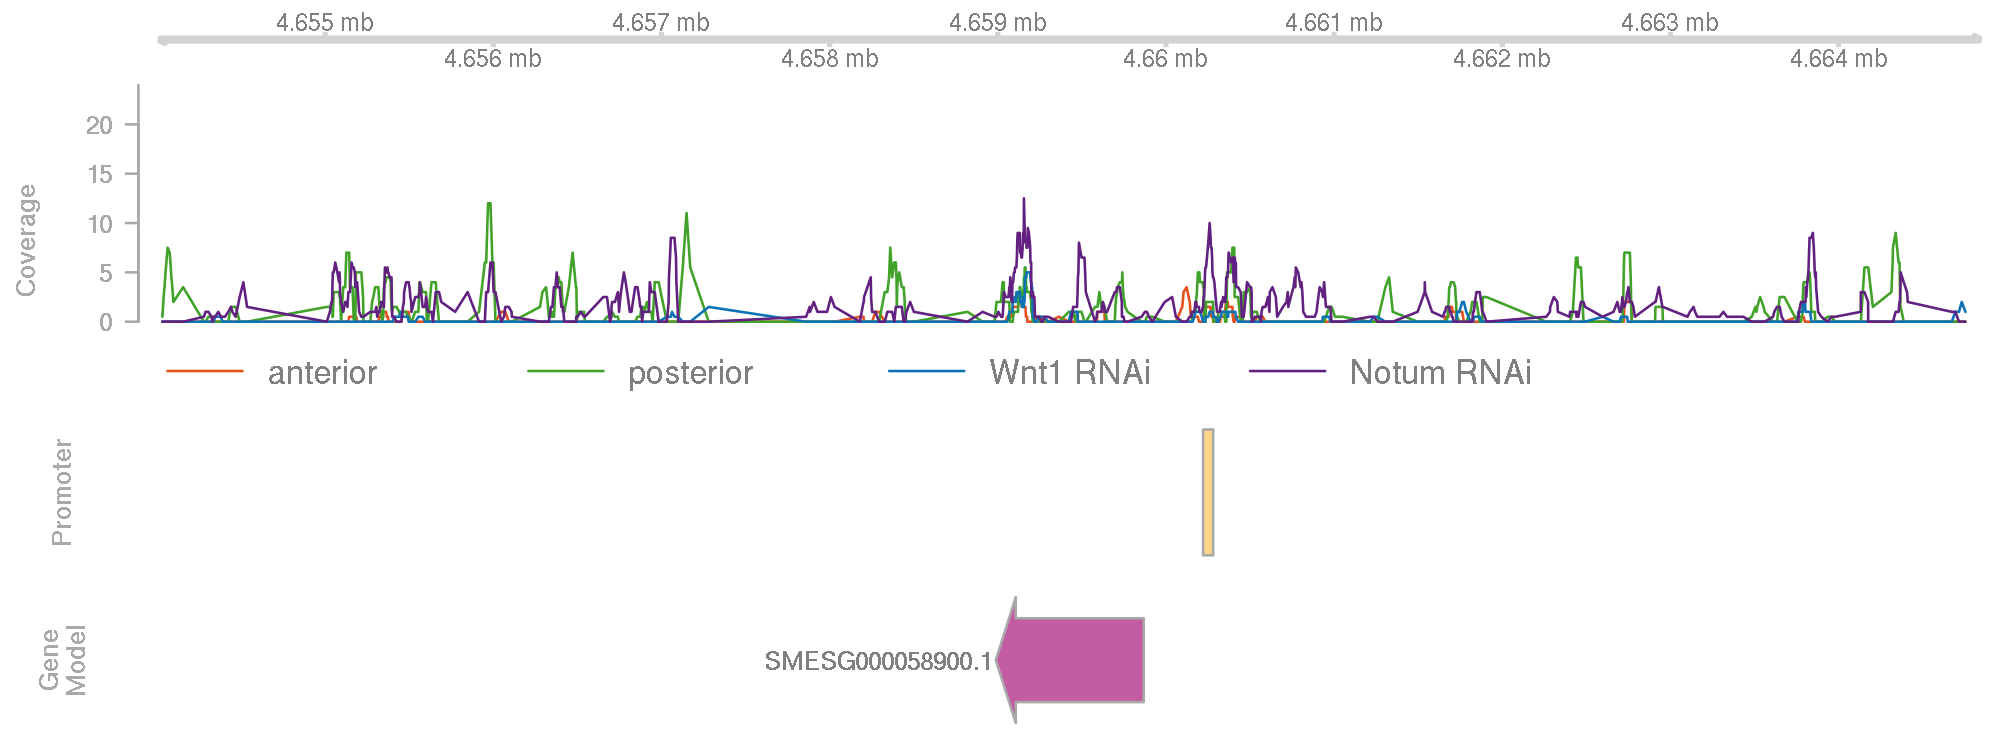 4.655 mb 4.657 mb 4.659 mb 4.661 mb 4.663 mb
4.656 mb 4.658 mb 4.66 mb 4.662 mb 4.664 mb
Coverage
20
15
10
5
0
anterior posterior Wnt1 RNAi Notum RNAi
Promoter
Gene
Model
SMESG000058900.1